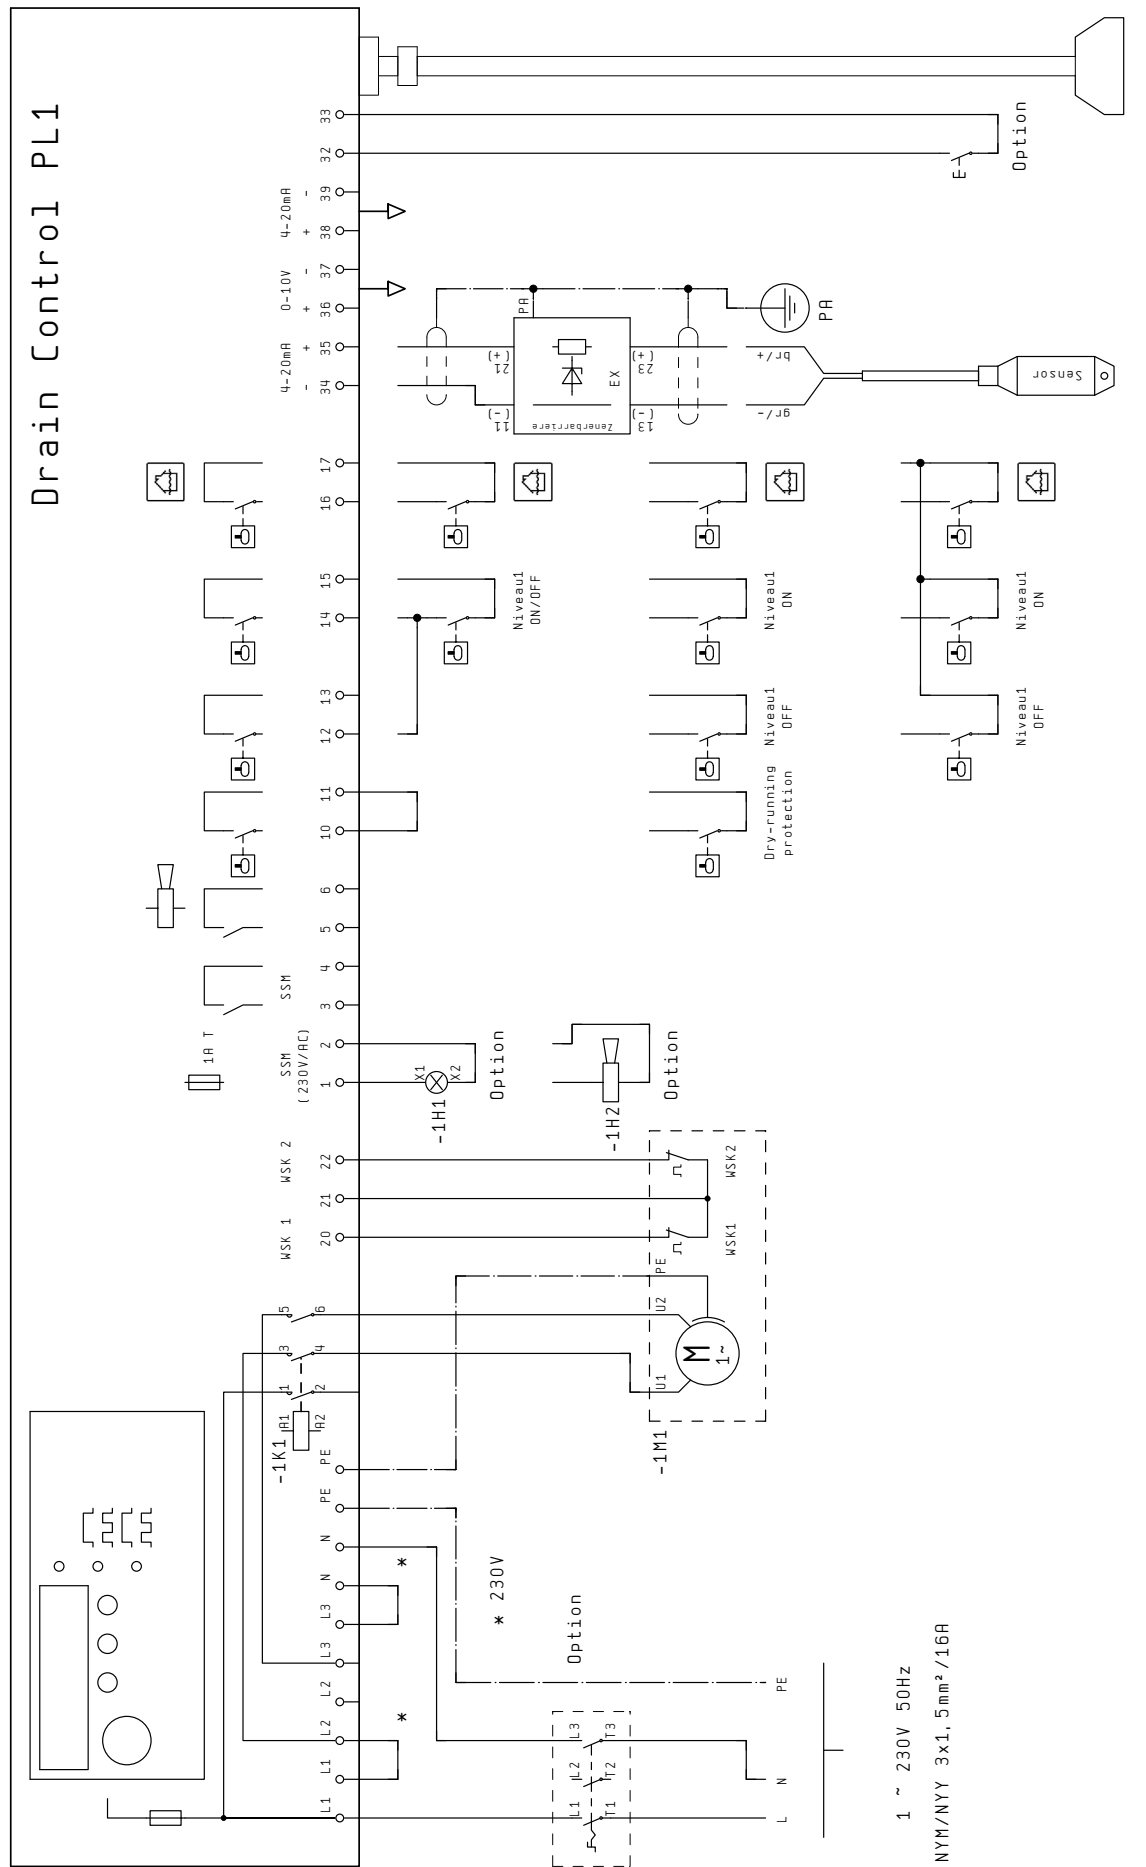 Drain Control PL1
L1
L1
L2
L2
L3
L3
N
N
PE
PE
-1K1
A1
A2
1
2
3
4
5
6
WSK 1
WSK 2
20
21
22
SSM
(230V/AC)
1A T
1
2
SSM
3
4
5
6
10
11
12
13
14
15
16
17
4-20mA
-
+
34
35
0-10V
+
-
36
37
4-20mA
+
-
38
39
32
33
*
*
* 230V
Option
L1
L2
L3
T1
T2
T3
L
N
PE
1 ~ 230V 50Hz
NYM/NYY 3x1,5mm²/16A
-1M1
U1
U2
PE
M
1~
WSK1
WSK2
-1H1
X1
X2
Option
-1H2
Option
Niveau1
ON/OFF
Dry-running
protection
Niveau1
OFF
Niveau1
ON
Niveau1
OFF
Niveau1
ON
11
(-)
21
(+)
PA
Zenerbarriere
EX
13
(-)
23
(+)
PA
gr/-
br/+
Sensor
E
Option